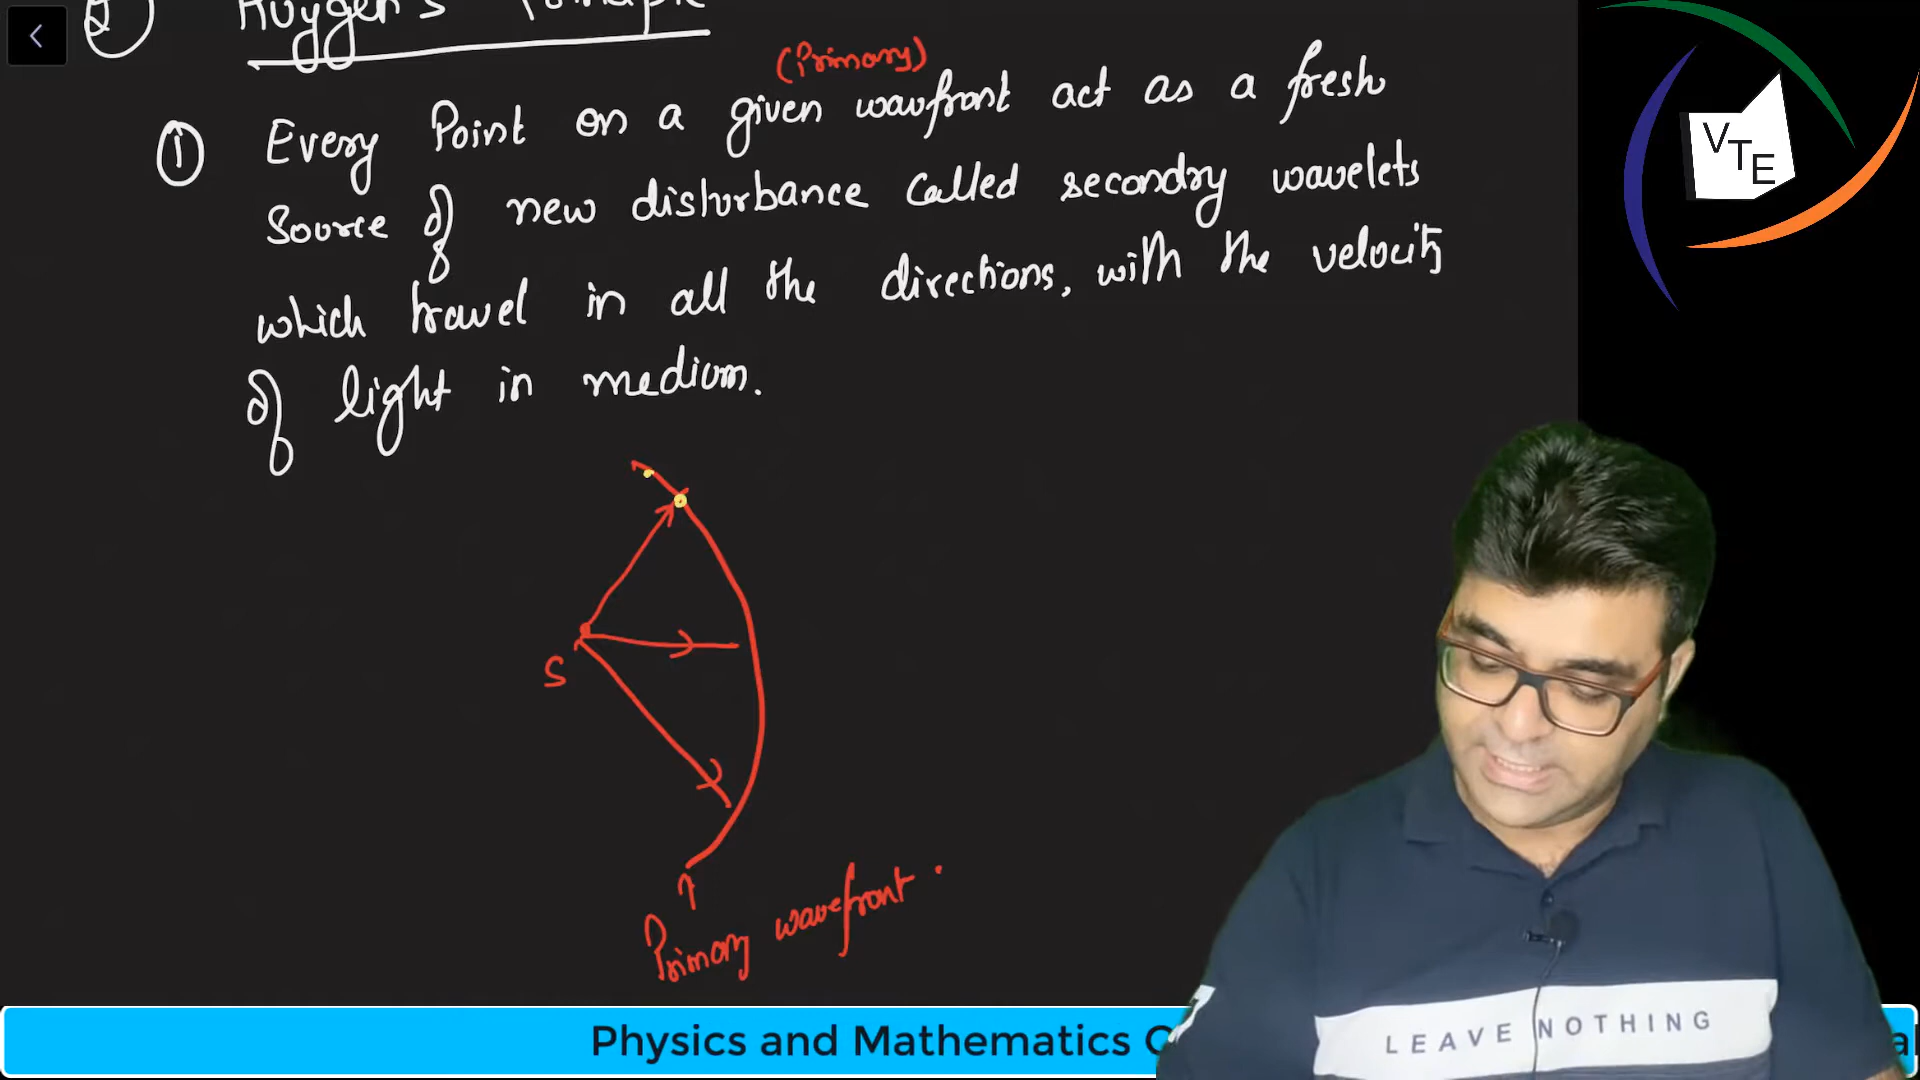 2 Huygen's Principle
(Primary)
① Every Point on a given wavefront act as a fresh
Source of new disturbance called secondry wavelets
which travel in all the directions, with the velocity
of light in medium.
S
Primary wavefront
VTE
LEAVE NOTHING
Physics and Mathematics